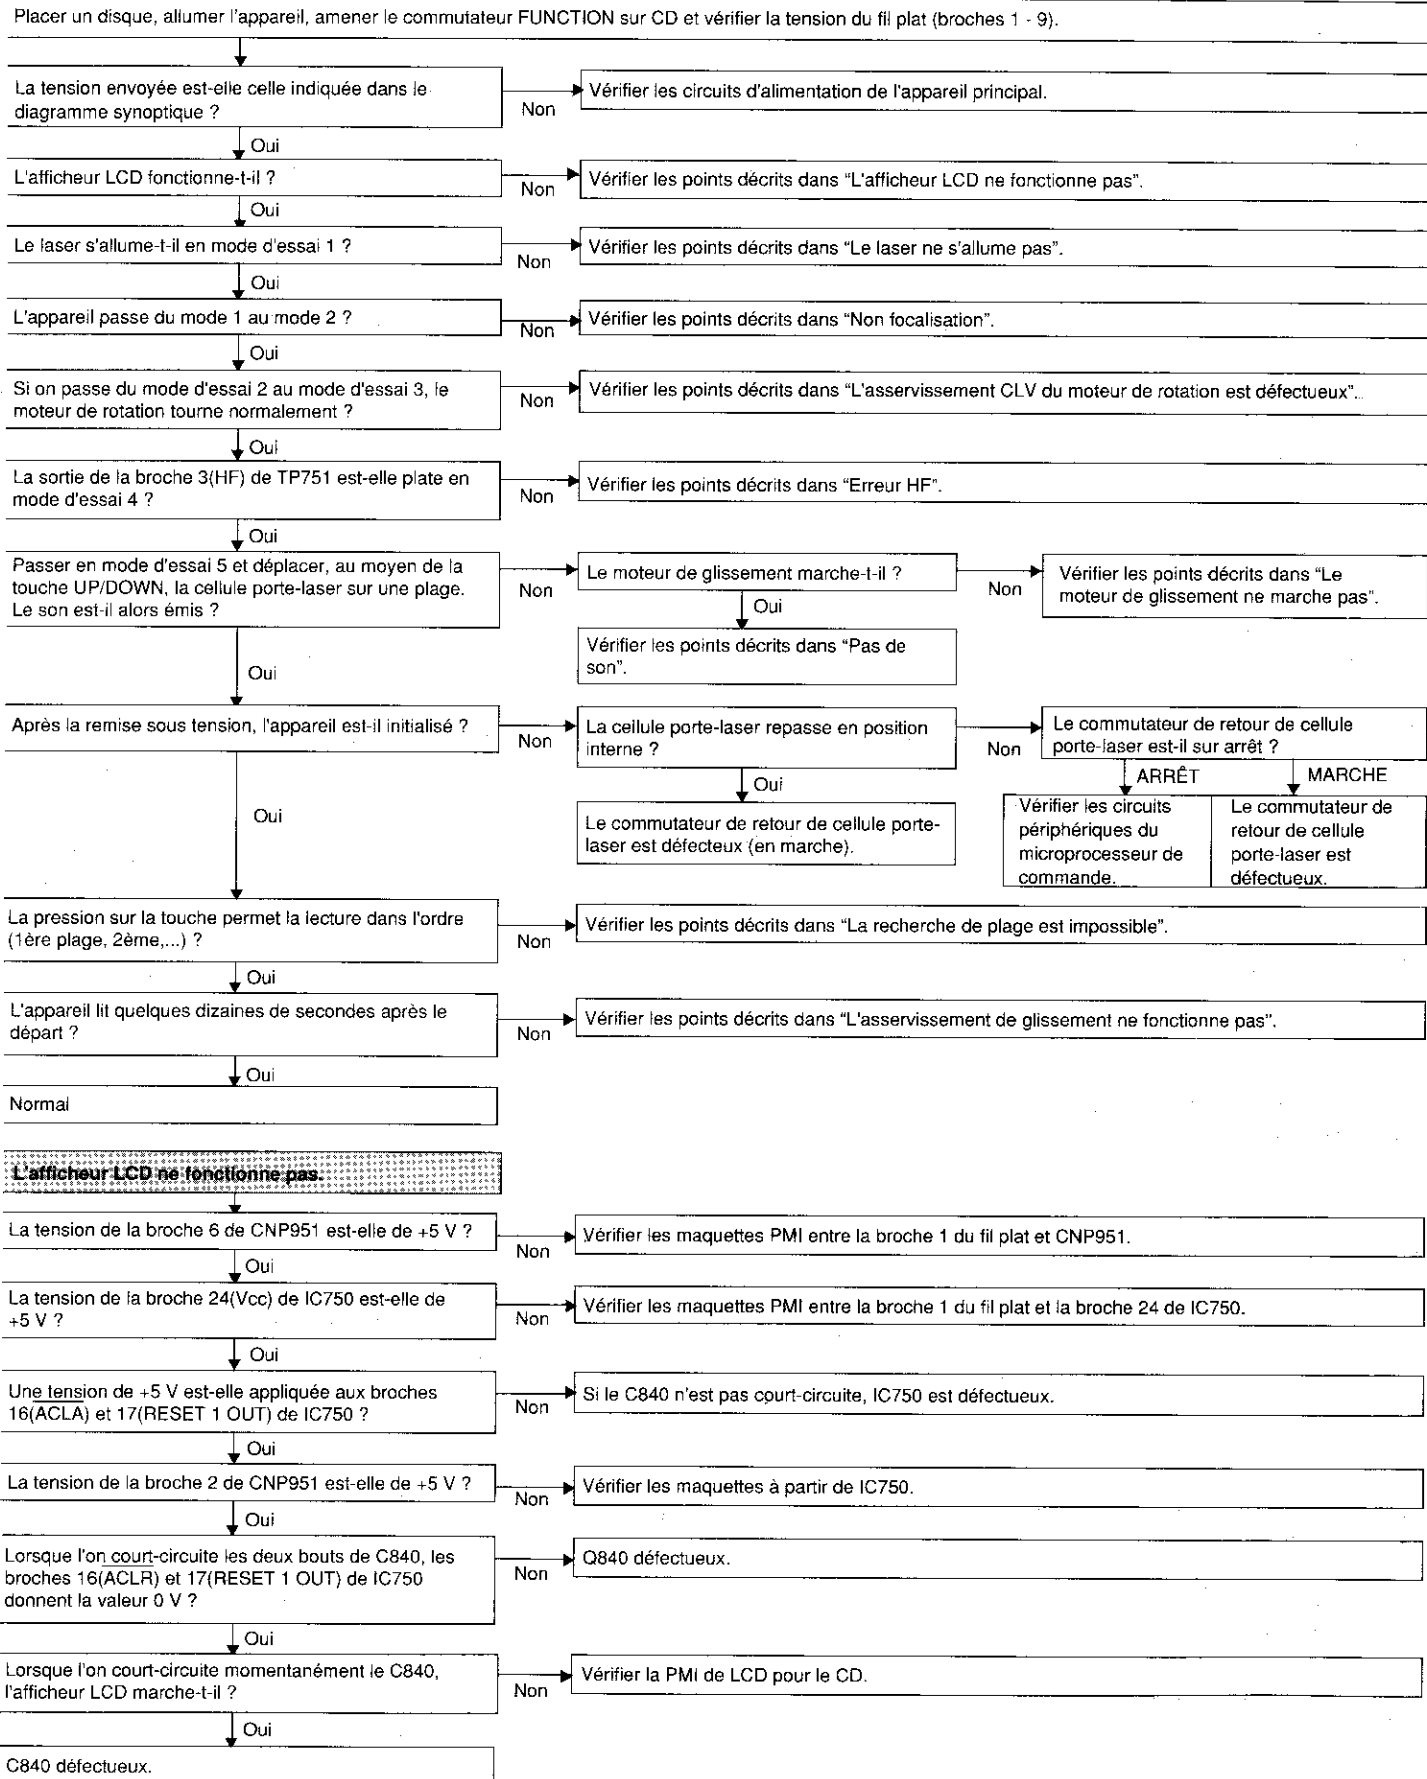 Placer un disque, allumer l'appareil, amener le commutateur FUNCTION sur CD et vérifier la tension du fil plat (broches 1 - 9).
La tension envoyée est-elle celle indiquée dans le
diagramme synoptique ?
Non
Vérifier les circuits d'alimentation de l'appareil principal.
Oui
L'afficheur LCD fonctionne-t-il ?
Non
Vérifier les points décrits dans “L'afficheur LCD ne fonctionne pas”.
Oui
Le laser s'allume-t-il en mode d'essai 1 ?
Non
Vérifier les points décrits dans “Le laser ne s'allume pas”.
Oui
L'appareil passe du mode 1 au mode 2 ?
Non
Vérifier les points décrits dans “Non focalisation”.
Oui
Si on passe du mode d'essai 2 au mode d'essai 3, le
moteur de rotation tourne normalement ?
Non
Vérifier les points décrits dans “L'asservissement CLV du moteur de rotation est défectueux”.
Oui
La sortie de la broche 3(HF) de TP751 est-elle plate en
mode d'essai 4 ?
Non
Vérifier les points décrits dans “Erreur HF”.
Oui
Passer en mode d'essai 5 et déplacer, au moyen de la
touche UP/DOWN, la cellule porte-laser sur une plage.
Le son est-il alors émis ?
Non
Le moteur de glissement marche-t-il ?
Non
Vérifier les points décrits dans “Le
moteur de glissement ne marche pas”.
Oui
Vérifier les points décrits dans “Pas de
son”.
Oui
Après la remise sous tension, l'appareil est-il initialisé ?
Non
La cellule porte-laser repasse en position
interne ?
Non
Le commutateur de retour de cellule
porte-laser est-il sur arrêt ?
Oui
ARRÊT
MARCHE
Le commutateur de retour de cellule porte-
laser est défecteux (en marche).
Vérifier les circuits
périphériques du
microprocesseur de
commande.
Le commutateur de
retour de cellule
porte-laser est
défectueux.
Oui
La pression sur la touche permet la lecture dans l'ordre
(1ère plage, 2ème,...) ?
Non
Vérifier les points décrits dans “La recherche de plage est impossible”.
Oui
L'appareil lit quelques dizaines de secondes après le
départ ?
Non
Vérifier les points décrits dans “L'asservissement de glissement ne fonctionne pas”.
Oui
Normal
L'afficheur LCD ne fonctionne pas.
La tension de la broche 6 de CNP951 est-elle de +5 V ?
Non
Vérifier les maquettes PMI entre la broche 1 du fil plat et CNP951.
Oui
La tension de la broche 24(Vcc) de IC750 est-elle de
+5 V ?
Non
Vérifier les maquettes PMI entre la broche 1 du fil plat et la broche 24 de IC750.
Oui
Une tension de +5 V est-elle appliquée aux broches
16(ACLA) et 17(RESET 1 OUT) de IC750 ?
Non
Si le C840 n'est pas court-circuite, IC750 est défectueux.
Oui
La tension de la broche 2 de CNP951 est-elle de +5 V ?
Non
Vérifier les maquettes à partir de IC750.
Oui
Lorsque l'on court-circuite les deux bouts de C840, les
broches 16(ACLR) et 17(RESET 1 OUT) de IC750
donnent la valeur 0 V ?
Non
Q840 défectueux.
Oui
Lorsque l'on court-circuite momentanément le C840,
l'afficheur LCD marche-t-il ?
Non
Vérifier la PMI de LCD pour le CD.
Oui
C840 défectueux.